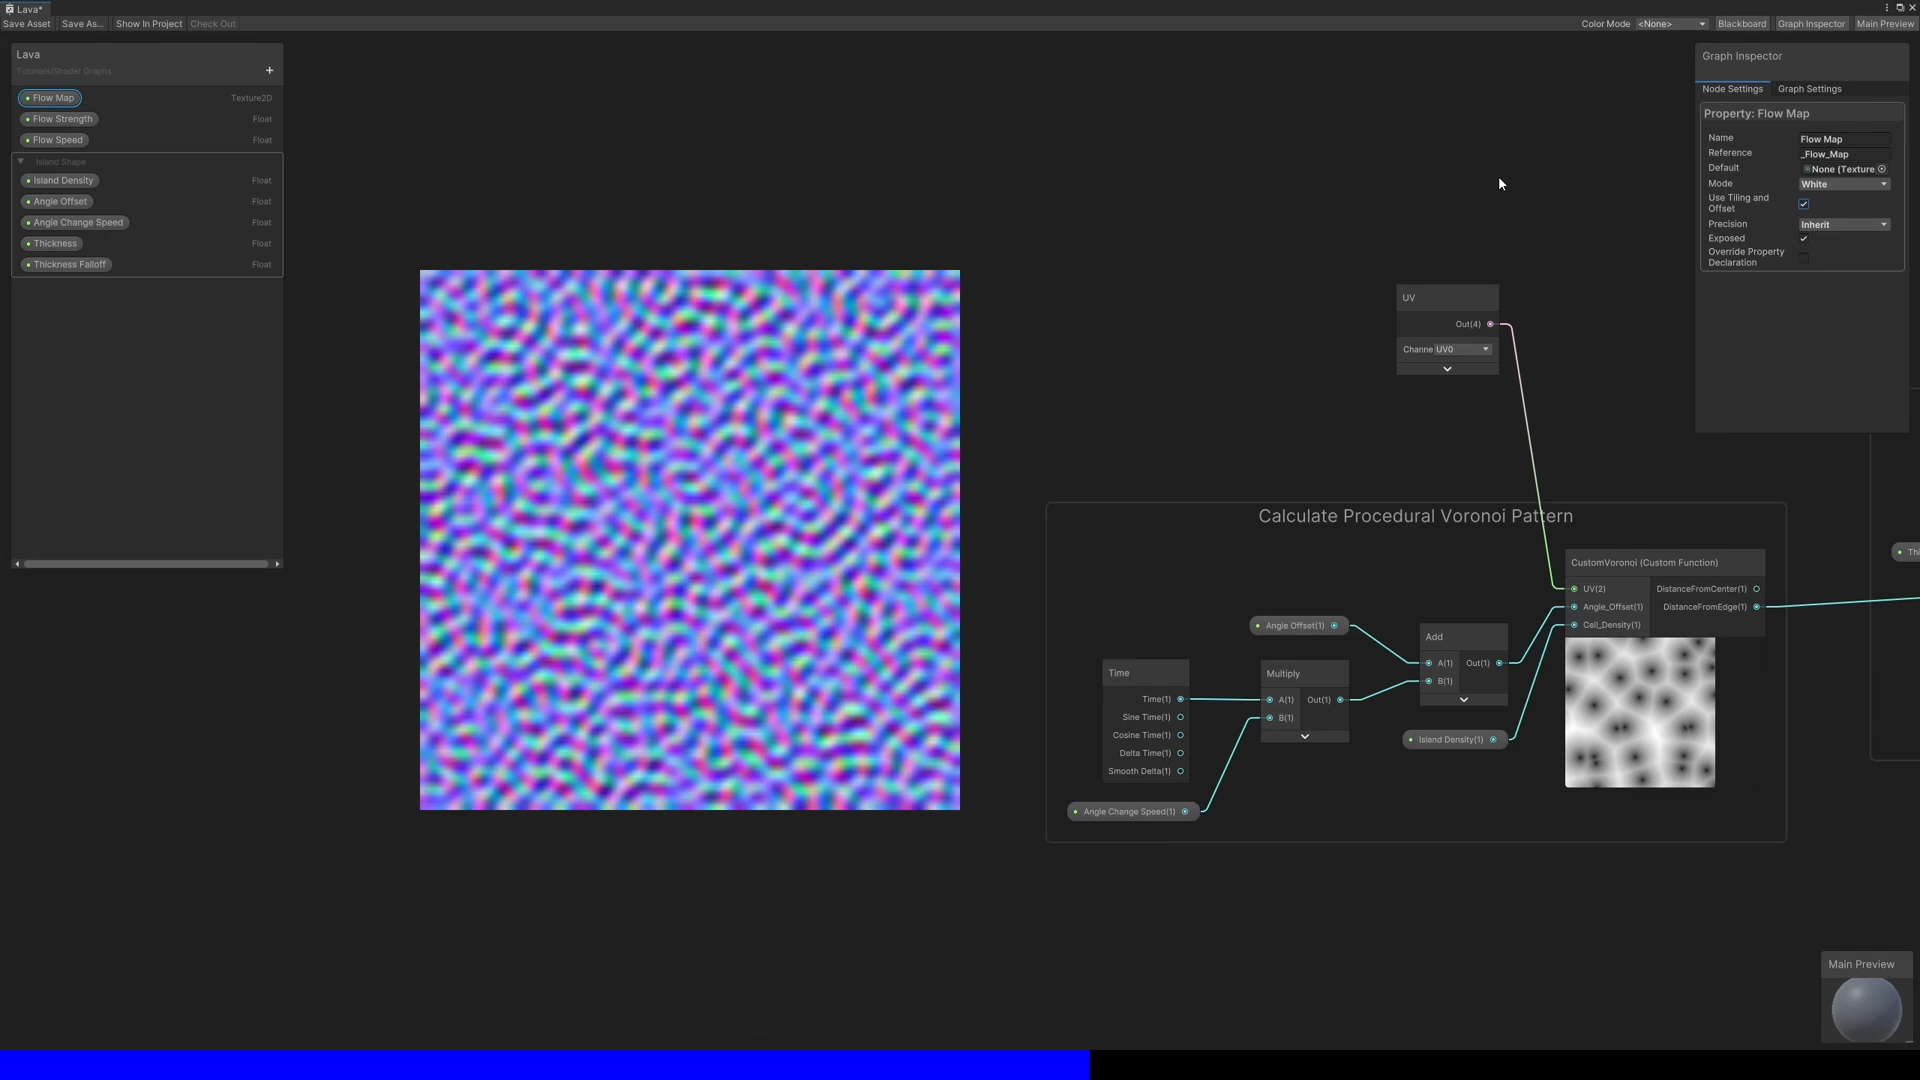 Lava*
Save Asset Save As... Show In Project Check Out
Color Mode <None> Blackboard Graph Inspector Main Preview
Lava
Tutorials/Shader Graphs
+
Flow Map Texture2D
Flow Strength Float
Flow Speed Float
Island Shape
Island Density Float
Angle Offset Float
Angle Change Speed Float
Thickness Float
Thickness Falloff Float
Graph Inspector
Node Settings Graph Settings
Property: Flow Map
Name Flow Map
Reference _Flow_Map
Default None (Texture
Mode White
Use Tiling and
Offset
Precision Inherit
Exposed
Override Property
Declaration
UV
Out(4)
Channe UV0
Calculate Procedural Voronoi Pattern
CustomVoronoi (Custom Function)
UV(2) DistanceFromCenter(1)
Angle_Offset(1) DistanceFromEdge(1)
Cell_Density(1)
Angle Offset(1)
Add
A(1) Out(1)
B(1)
Time
Time(1)
Sine Time(1)
Cosine Time(1)
Delta Time(1)
Smooth Delta(1)
Multiply
A(1) Out(1)
B(1)
Island Density(1)
Angle Change Speed(1)
Thi
Main Preview